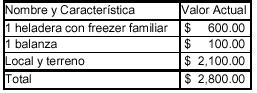 Nombre y Característica Valor Actual
1 heladera con freezer familiar $ 600.00
1 balanza $ 100.00
Local y terreno $ 2,100.00
Total $ 2,800.00